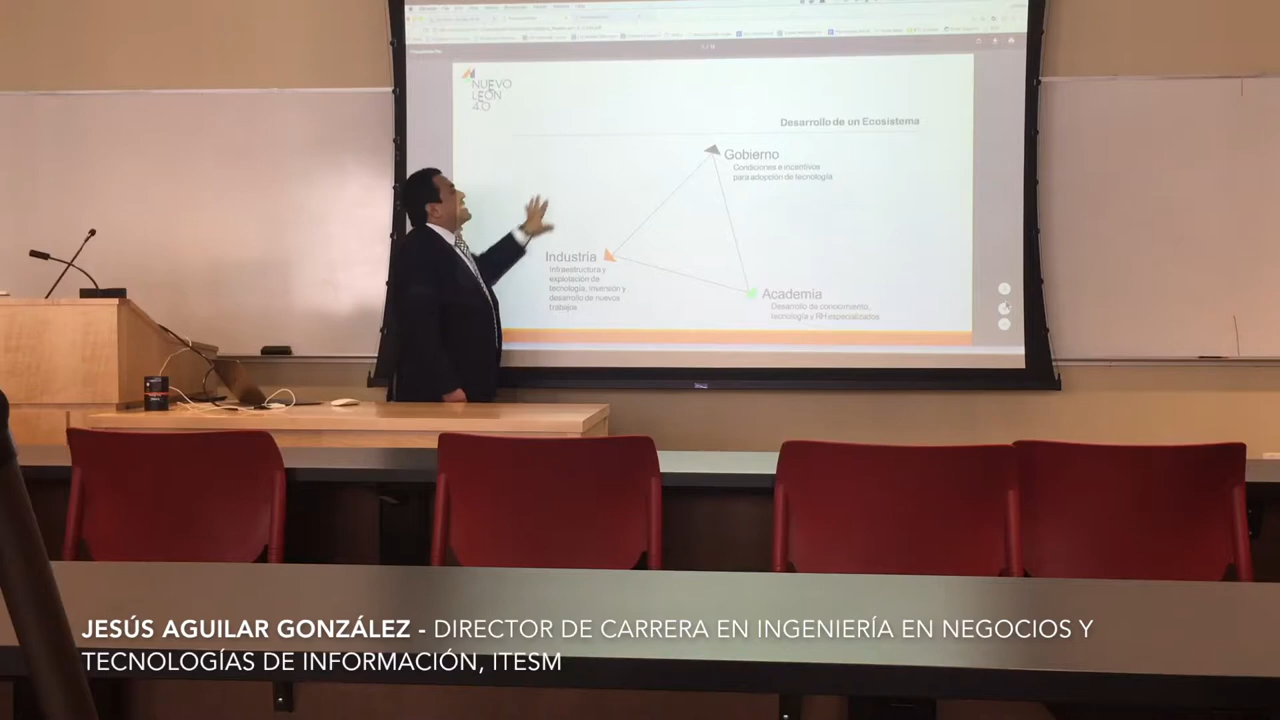 NUEVO
LEÓN
4.0
Desarrollo de un Ecosistema
Gobierno
Condiciones e incentivos
para adopción de tecnología
Industria
Infraestructura y
explotación de
tecnología, inversión y
desarrollo de nuevos
trabajos
Academia
Desarrollo de conocimiento,
tecnología y RH especializados
JESÚS AGUILAR GONZÁLEZ - DIRECTOR DE CARRERA EN INGENIERÍA EN NEGOCIOS Y
TECNOLOGÍAS DE INFORMACIÓN, ITESM